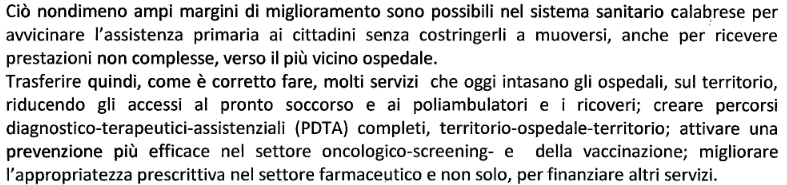 Ciò nondimeno ampi margini di miglioramento sono possibili nel sistema sanitario calabrese per
avvicinare l'assistenza primaria ai cittadini senza costringerli a muoversi, anche per ricevere
prestazioni non complesse, verso il più vicino ospedale.
Trasferire quindi, come è corretto fare, molti servizi che oggi intasano gli ospedali, sul territorio,
riducendo gli accessi al pronto soccorso e ai poliambulatori e i ricoveri; creare percorsi
diagnostico-terapeutici-assistenziali (PDTA) completi, territorio-ospedale-territorio; attivare una
prevenzione più efficace nel settore oncologico-screening- e della vaccinazione; migliorare
l'appropriatezza prescrittiva nel settore farmaceutico e non solo, per finanziare altri servizi.